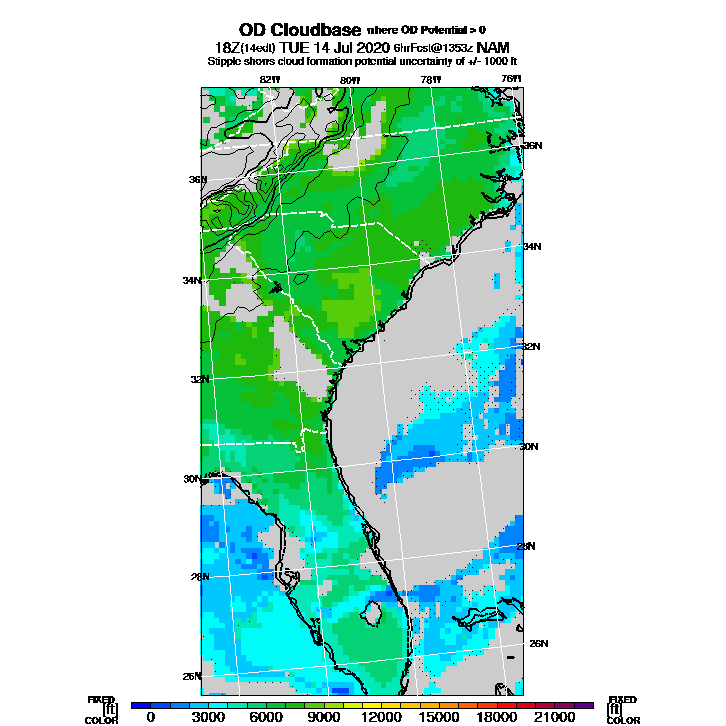 OD Cloudbase where OD Potential > 0
18Z(14edt) TUE 14 Jul 2020 6hrFcst@1353z NAM
Stipple shows cloud formation potential uncertainty of +/- 1000 ft
82W 80W 78W 76W
36N
36N
34N
34N
32N
32N
30N
30N
28N
28N
26N
26N
FIXED FIXED
[ft] [ft]
COLOR 0 3000 6000 9000 12000 15000 18000 21000 COLOR